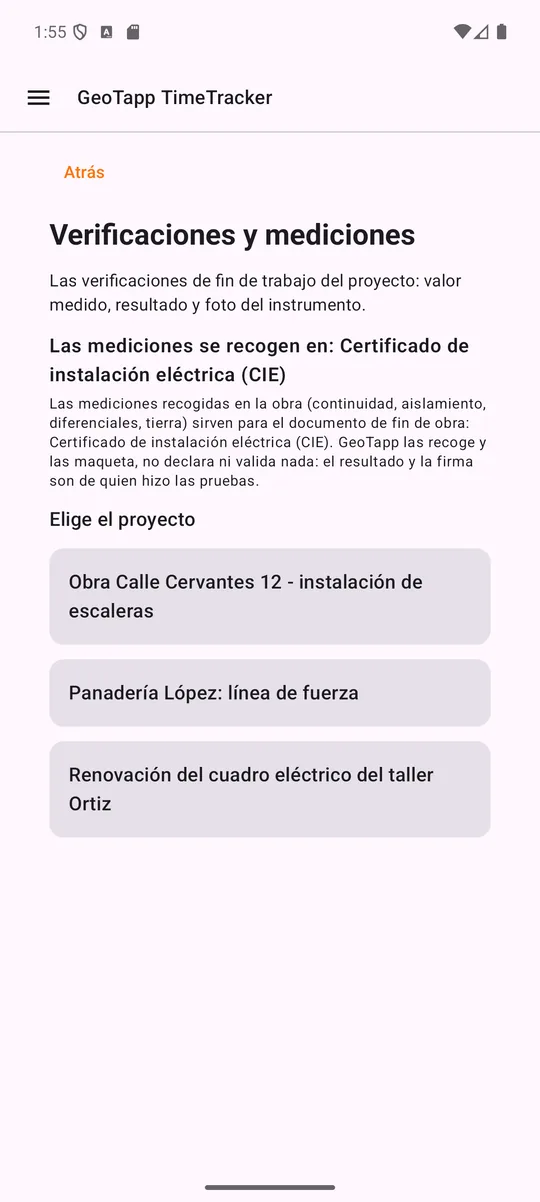 1:55
GeoTapp TimeTracker
Atrás
Verificaciones y mediciones
Las verificaciones de fin de trabajo del proyecto: valor
medido, resultado y foto del instrumento.
Las mediciones se recogen en: Certificado de
instalación eléctrica (CIE)
Las mediciones recogidas en la obra (continuidad, aislamiento,
diferenciales, tierra) sirven para el documento de fin de obra:
Certificado de instalación eléctrica (CIE). GeoTapp las recoge y
las maqueta, no declara ni valida nada: el resultado y la firma
son de quien hizo las pruebas.
Elige el proyecto
Obra Calle Cervantes 12 - instalación de
escaleras
Panadería López: línea de fuerza
Renovación del cuadro eléctrico del taller
Ortiz